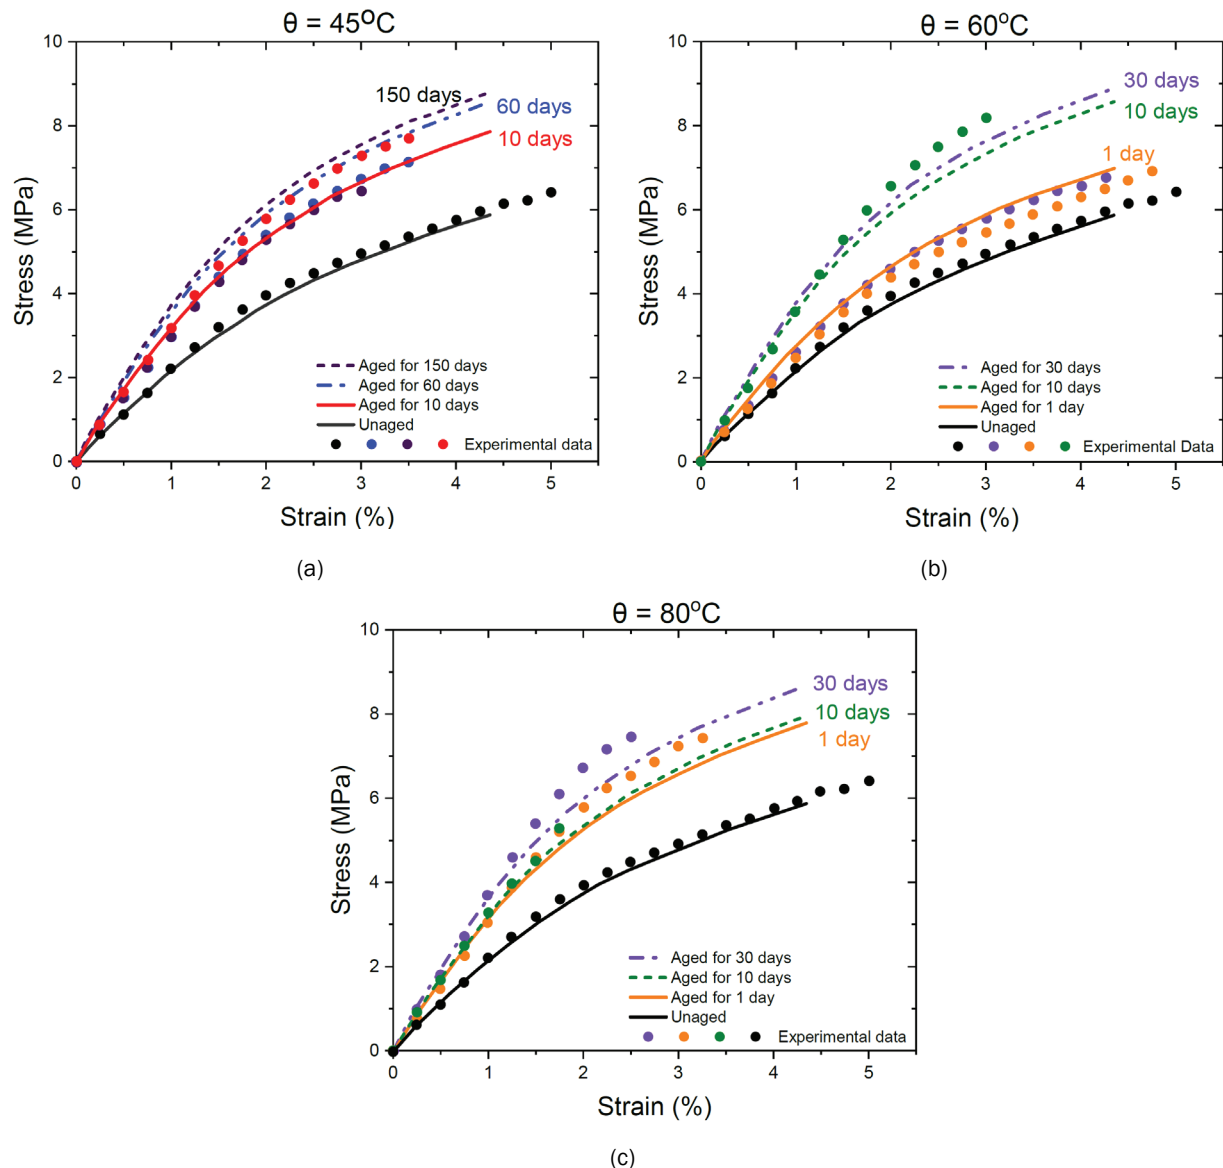 θ = 45°C
10
8
6
4
2
0
Stress (MPa)
150 days
60 days
10 days
Aged for 150 days
Aged for 60 days
Aged for 10 days
Unaged
Experimental data
0 1 2 3 4 5
Strain (%)
(a)
θ = 60°C
10
8
6
4
2
0
Stress (MPa)
30 days
10 days
1 day
Aged for 30 days
Aged for 10 days
Aged for 1 day
Unaged
Experimental Data
0 1 2 3 4 5
Strain (%)
(b)
θ = 80°C
10
8
6
4
2
0
Stress (MPa)
30 days
10 days
1 day
Aged for 30 days
Aged for 10 days
Aged for 1 day
Unaged
Experimental data
0 1 2 3 4 5
Strain (%)
(c)